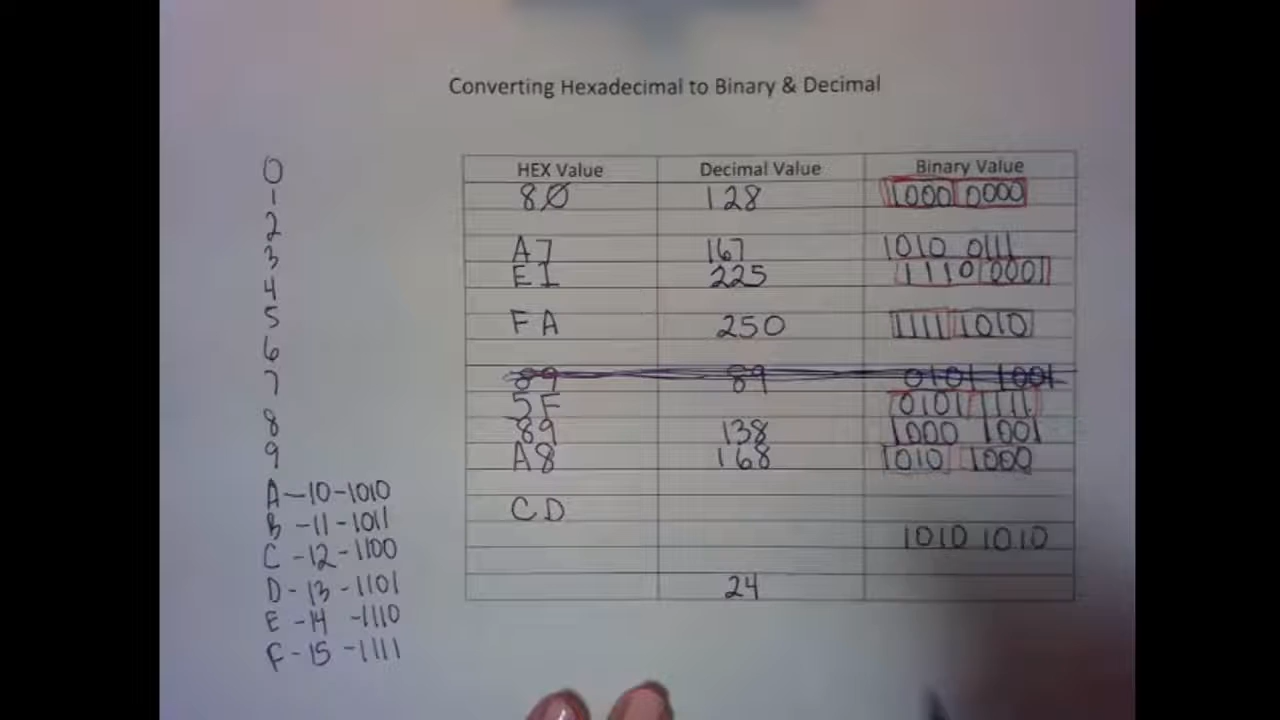 Converting Hexadecimal to Binary & Decimal
HEX Value Decimal Value Binary Value
80 128 1000 0000
A7 167 1010 0111
E1 225 1110 0001
FA 250 1111 1010
89 89 0101 1001
5F 0101 1111
89 138 1000 1001
A8 168 1010 1000
CD
1010 1010
24
0
1
2
3
4
5
6
7
8
9
A-10-1010
B-11-1011
C-12-1100
D-13-1101
E-14-1110
F-15-1111